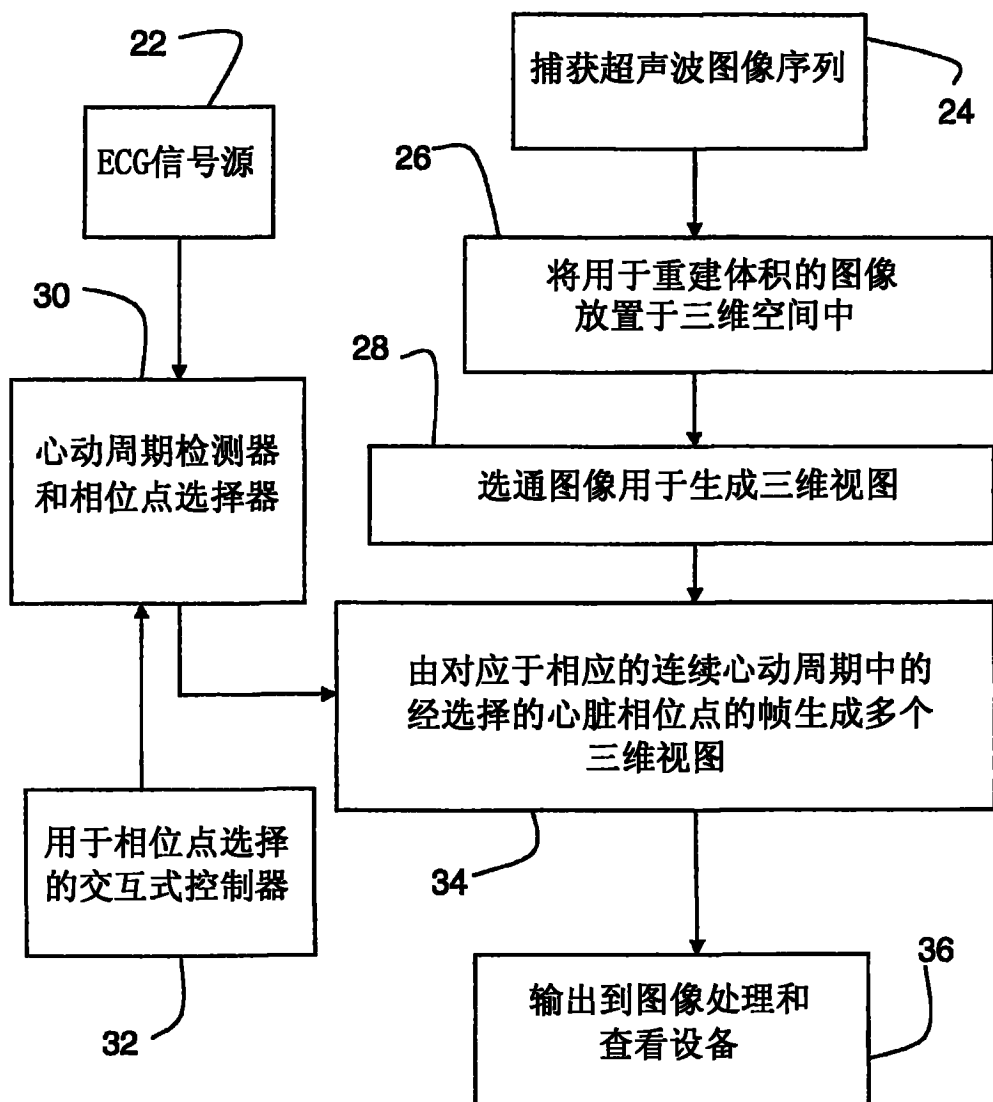 22
ECG信号源
捕获超声波图像序列
24
26
将用于重建体积的图像
放置于三维空间中
30
28
心动周期检测器
和相位点选择器
选通图像用于生成三维视图
由对应于相应的连续心动周期中的
经选择的心脏相位点的帧生成多个
三维视图
34
用于相位点选择
的交互式控制器
32
输出到图像处理和
查看设备
36